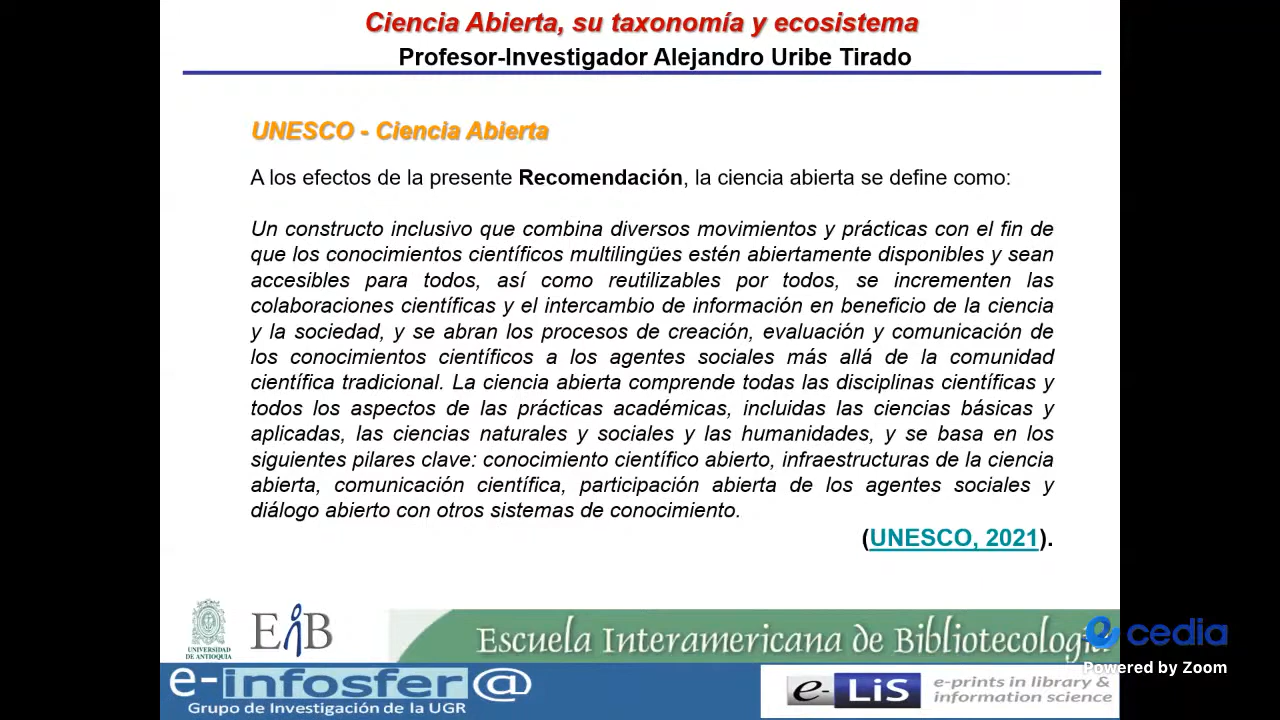 Ciencia Abierta, su taxonomía y ecosistema
Profesor-Investigador Alejandro Uribe Tirado
UNESCO - Ciencia Abierta
A los efectos de la presente Recomendación, la ciencia abierta se define como:
Un constructo inclusivo que combina diversos movimientos y prácticas con el fin de
que los conocimientos científicos multilingües estén abiertamente disponibles y sean
accesibles para todos, así como reutilizables por todos, se incrementen las
colaboraciones científicas y el intercambio de información en beneficio de la ciencia
y la sociedad, y se abran los procesos de creación, evaluación y comunicación de
los conocimientos científicos a los agentes sociales más allá de la comunidad
científica tradicional. La ciencia abierta comprende todas las disciplinas científicas y
todos los aspectos de las prácticas académicas, incluidas las ciencias básicas y
aplicadas, las ciencias naturales y sociales y las humanidades, y se basa en los
siguientes pilares clave: conocimiento científico abierto, infraestructuras de la ciencia
abierta, comunicación científica, participación abierta de los agentes sociales y
diálogo abierto con otros sistemas de conocimiento.
(UNESCO, 2021).
UNIVERSIDAD
DE ANTIOQUIA
EiB
Escuela Interamericana de Bibliotecología
cedia
Powered by Zoom
e-infosfer@
Grupo de Investigación de la UGR
e-LiS
e-prints in library &
information science